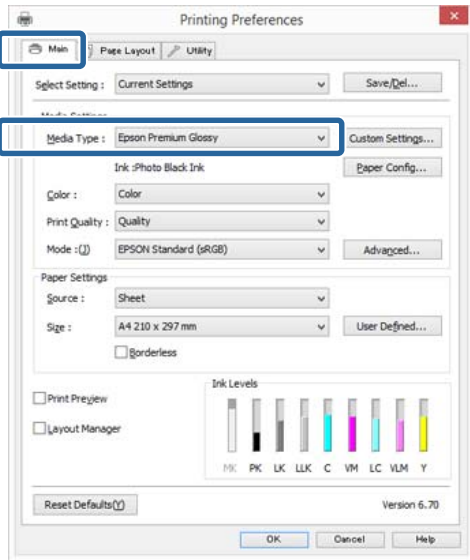 Printing Preferences
Main Page Layout Utility
Select Setting : Current Settings Save/Del...
Media Settings
Media Type : Epson Premium Glossy Custom Settings...
Ink :Photo Black Ink Paper Config...
Color : Color
Print Quality : Quality
Mode :(J) EPSON Standard (sRGB) Advanced...
Paper Settings
Source : Sheet
Size : A4 210 x 297 mm User Defined...
Borderless
Ink Levels
Print Preview
Layout Manager
MK PK LK LLK C VM LC VLM Y
Reset Defaults(Y) Version 6.70
OK Cancel Help